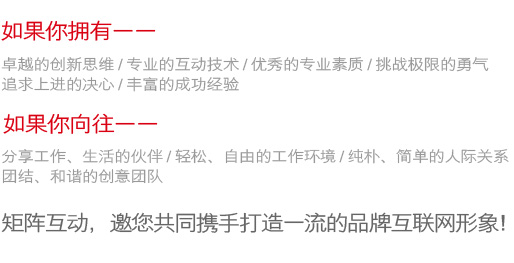 如果你拥有一一
卓越的创新思维 / 专业的互动技术 / 优秀的专业素质 / 挑战极限的勇气
追求上进的决心 / 丰富的成功经验
如果你向往一一
分享工作、生活的伙伴 / 轻松、自由的工作环境 / 纯朴、简单的人际关系
团结、和谐的创意团队
矩阵互动，邀您共同携手打造一流的品牌互联网形象!